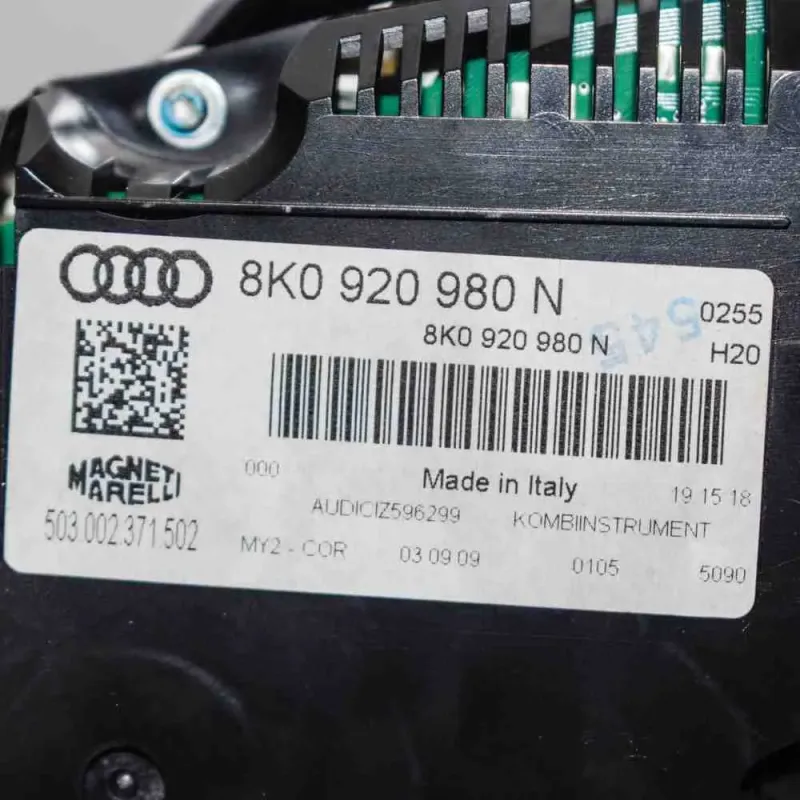 8K0 920 980 N
0255
8K0 920 980 N
H20
545
MAGNETI
MARELLI
000
Made in Italy
19 15 18
AUDICIZ596299
KOMBIINSTRUMENT
503.002.371.502
MY2 - COR
03 09 09
0105
5090